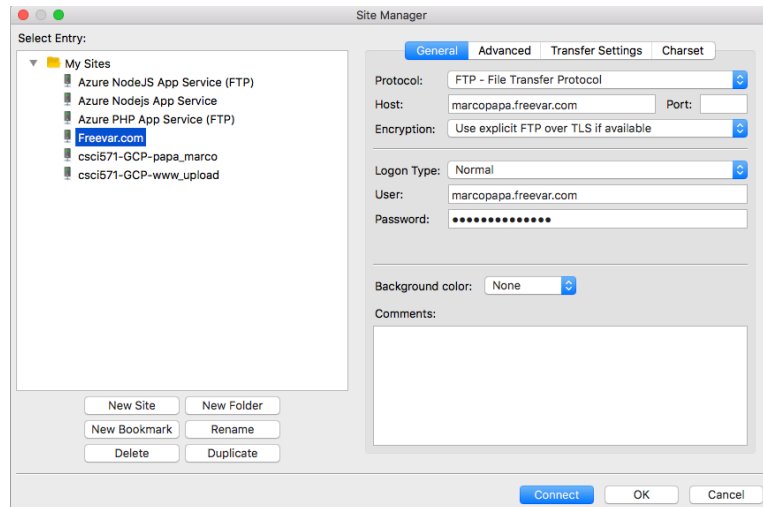 Site Manager
Select Entry:
My Sites
Azure NodeJS App Service (FTP)
Azure Nodejs App Service
Azure PHP App Service (FTP)
Freevar.com
csci571-GCP-papa_marco
csci571-GCP-www_upload
New Site New Folder
New Bookmark Rename
Delete Duplicate
General Advanced Transfer Settings Charset
Protocol: FTP - File Transfer Protocol
Host: marcopapa.freevar.com Port:
Encryption: Use explicit FTP over TLS if available
Logon Type: Normal
User: marcopapa.freevar.com
Password: ••••••••••••••
Background color: None
Comments:
Connect OK Cancel